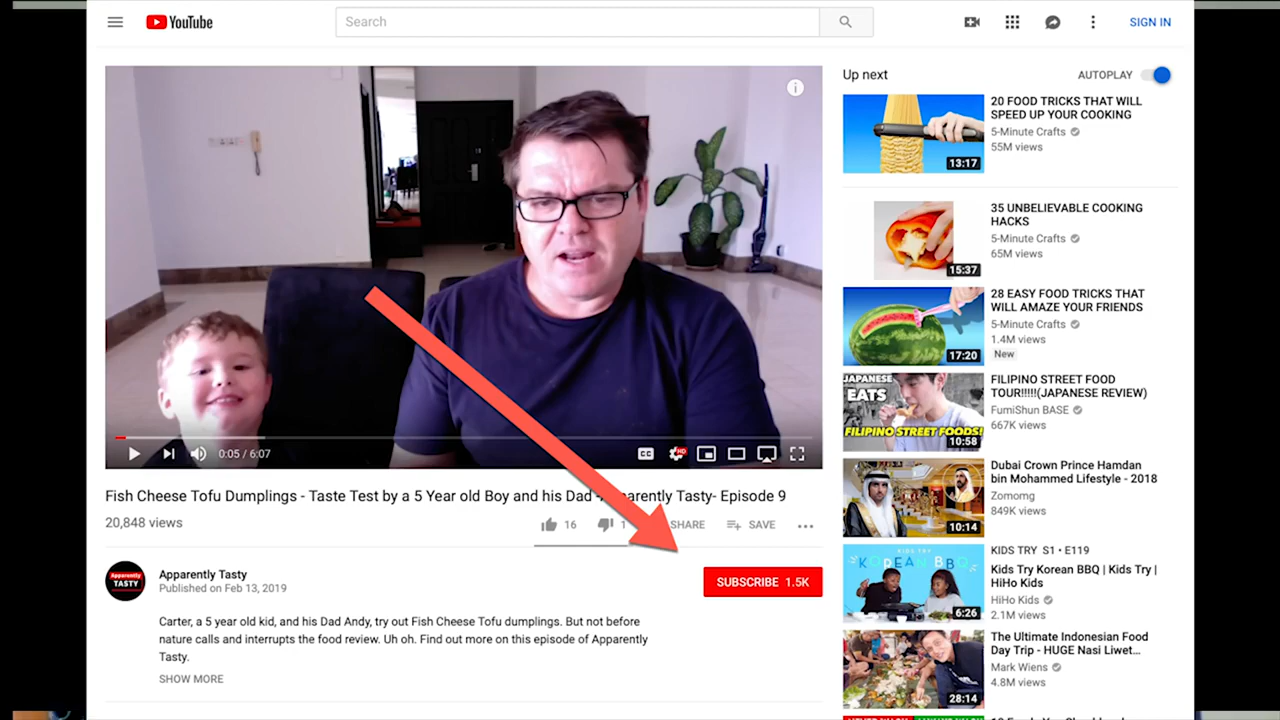 YouTube
Search
SIGN IN
Up next
AUTOPLAY
20 FOOD TRICKS THAT WILL
SPEED UP YOUR COOKING
5-Minute Crafts
55M views
13:17
35 UNBELIEVABLE COOKING
HACKS
5-Minute Crafts
65M views
15:37
28 EASY FOOD TRICKS THAT
WILL AMAZE YOUR FRIENDS
5-Minute Crafts
1.4M views
New
17:20
JAPANESE
EATS
FILIPINO STREET FOODS!
10:58
FILIPINO STREET FOOD
TOUR!!!!!(JAPANESE REVIEW)
FumiShun BASE
667K views
Dubai Crown Prince Hamdan
bin Mohammed Lifestyle - 2018
Zomomg
849K views
10:14
KIDS TRY
KOREAN BBQ
6:26
KIDS TRY S1 • E119
Kids Try Korean BBQ | Kids Try |
HiHo Kids
HiHo Kids
2.1M views
The Ultimate Indonesian Food
Day Trip - HUGE Nasi Liwet...
Mark Wiens
4.8M views
28:14
0:05 / 6:07
CC
HD
Fish Cheese Tofu Dumplings - Taste Test by a 5 Year old Boy and his Dad - Apparently Tasty- Episode 9
20,848 views
16
1
SHARE
SAVE
Apparently
TASTY
Apparently Tasty
Published on Feb 13, 2019
SUBSCRIBE 1.5K
Carter, a 5 year old kid, and his Dad Andy, try out Fish Cheese Tofu dumplings. But not before
nature calls and interrupts the food review. Uh oh. Find out more on this episode of Apparently
Tasty.
SHOW MORE